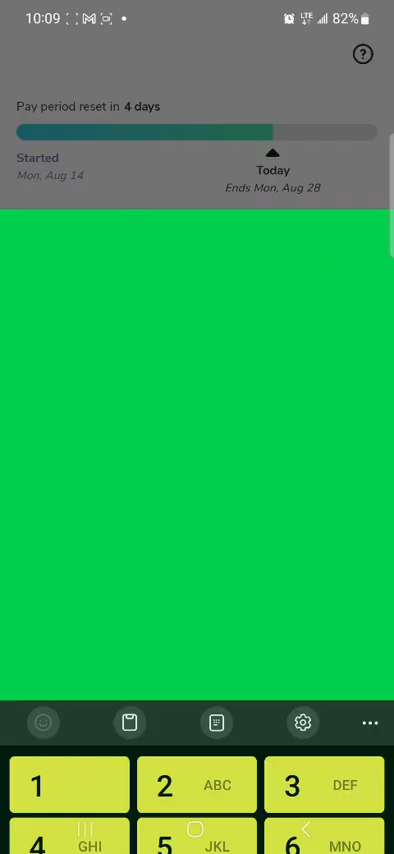 10:09 LTE 82%
Pay period reset in 4 days
Started
Mon, Aug 14
Today
Ends Mon, Aug 28
1 2 ABC 3 DEF
4 GHI 5 JKL 6 MNO